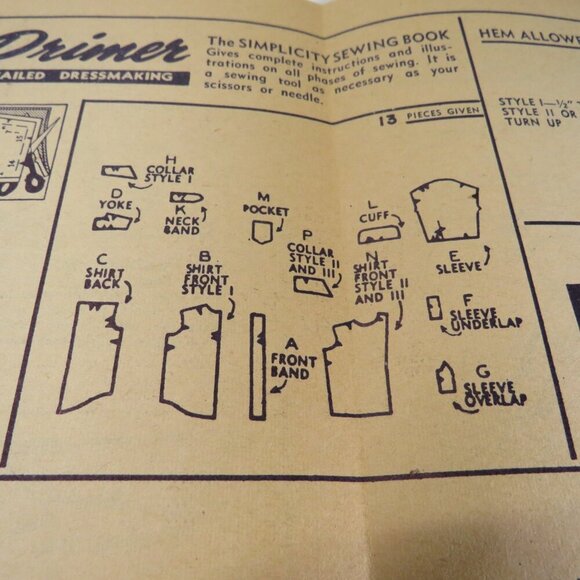 Primer
AILED DRESSMAKING
The SIMPLICITY SEWING BOOK
Gives complete instructions and illus-
trations on all phases of sewing. It is
a sewing tool as necessary as your
scissors or needle.
13 PIECES GIVEN
HEM ALLOWE
STYLE I—1/2"
STYLE II OR
TURN UP
H
COLLAR
STYLE I
D
YOKE
K
NECK
BAND
M
POCKET
L
CUFF
P
COLLAR
STYLE II
AND III
E
SLEEVE
C
SHIRT
BACK
B
SHIRT
FRONT
STYLE I
N
SHIRT
FRONT
STYLE II
AND III
F
SLEEVE
UNDERLAP
A
FRONT
BAND
G
SLEEVE
OVERLAP